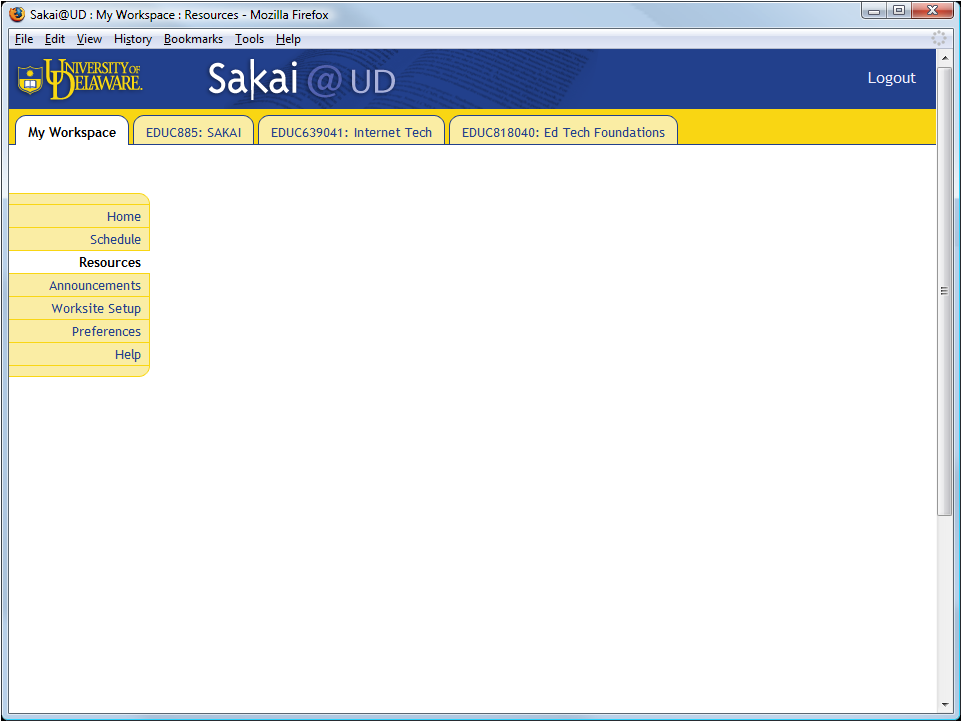 Sakai@UD : My Workspace : Resources - Mozilla Firefox
File Edit View History Bookmarks Tools Help
UNIVERSITY OF DELAWARE.
Sakai @ UD
Logout
My Workspace
EDUC885: SAKAI
EDUC639041: Internet Tech
EDUC818040: Ed Tech Foundations
Home
Schedule
Resources
Announcements
Worksite Setup
Preferences
Help